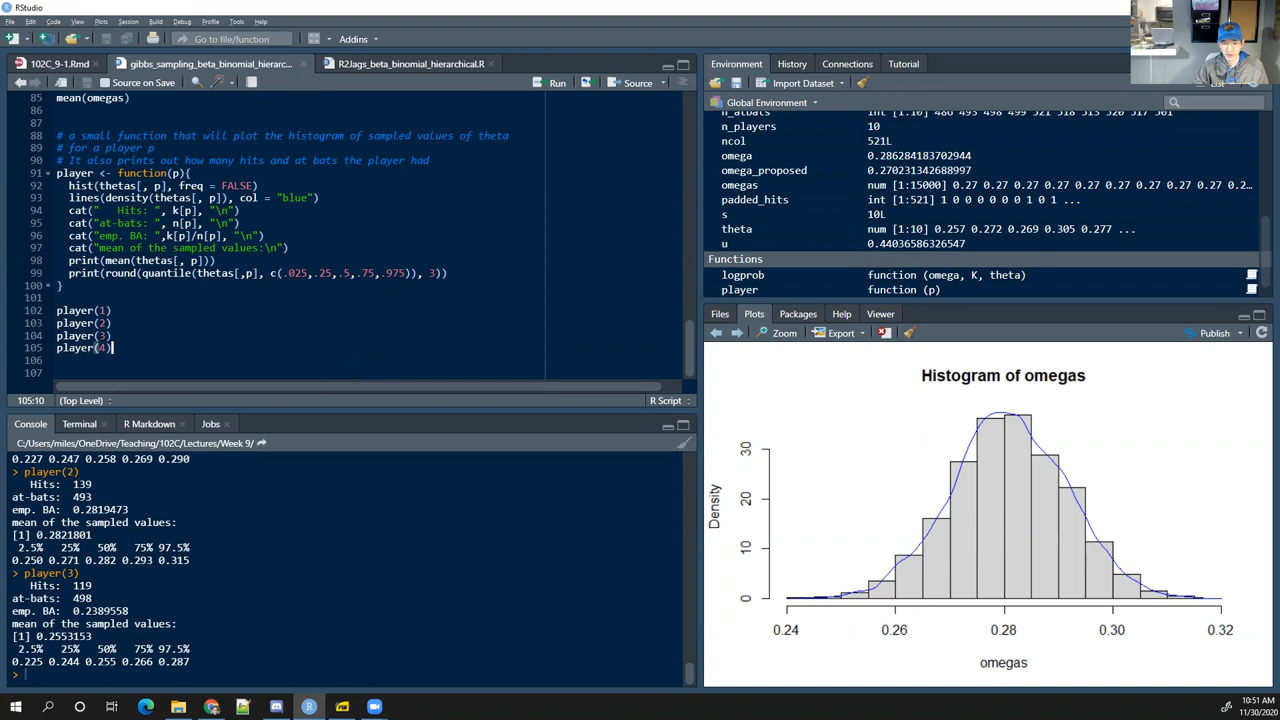 RStudio
File Edit Code View Plots Session Build Debug Profile Tools Help
Go to file/function
Addins
102C_9-1.Rmd
gibbs_sampling_beta_binomial_hierarc...
R2Jags_beta_binomial_hierarchical.R
Source on Save
Run
Source
85 mean(omegas)
86
87
88 # a small function that will plot the histogram of sampled values of theta
89 # for a player p
90 # It also prints out how many hits and at bats the player had
91 player <- function(p){
92 hist(thetas[, p], freq = FALSE)
93 lines(density(thetas[, p]), col = "blue")
94 cat("   Hits: ", k[p], "\n")
95 cat("at-bats: ", n[p], "\n")
96 cat("emp. BA: ",k[p]/n[p], "\n")
97 cat("mean of the sampled values:\n")
98 print(mean(thetas[, p]))
99 print(round(quantile(thetas[,p], c(.025,.25,.5,.75,.975)), 3))
100 }
101
102 player(1)
103 player(2)
104 player(3)
105 player(4)
106
107
105:10
(Top Level)
R Script
Console
Terminal
R Markdown
Jobs
C:/Users/miles/OneDrive/Teaching/102C/Lectures/Week 9/
0.227 0.247 0.258 0.269 0.290
> player(2)
Hits: 139
at-bats: 493
emp. BA: 0.2819473
mean of the sampled values:
[1] 0.2821801
2.5% 25% 50% 75% 97.5%
0.250 0.271 0.282 0.293 0.315
> player(3)
Hits: 119
at-bats: 498
emp. BA: 0.2389558
mean of the sampled values:
[1] 0.2553153
2.5% 25% 50% 75% 97.5%
0.225 0.244 0.255 0.266 0.287
>
Environment
History
Connections
Tutorial
Import Dataset
List
Global Environment
n_atbats int [1:10] 486 493 498 499 521 518 513 520 517 501
n_players 10
ncol 521L
omega 0.286284183702944
omega_proposed 0.270231342688997
omegas num [1:15000] 0.27 0.27 0.27 0.27 0.27 0.27 0.27 0.27 0.2...
padded_hits int [1:521] 1 0 0 0 0 0 1 0 1 ...
s 10L
theta num [1:10] 0.257 0.272 0.269 0.305 0.277 ...
u 0.44036586326547
Functions
logprob function (omega, K, theta)
player function (p)
Files
Plots
Packages
Help
Viewer
Zoom
Export
Publish
Histogram of omegas
Density
30
20
10
0
0.24 0.26 0.28 0.30 0.32
omegas
10:51 AM
11/30/2020